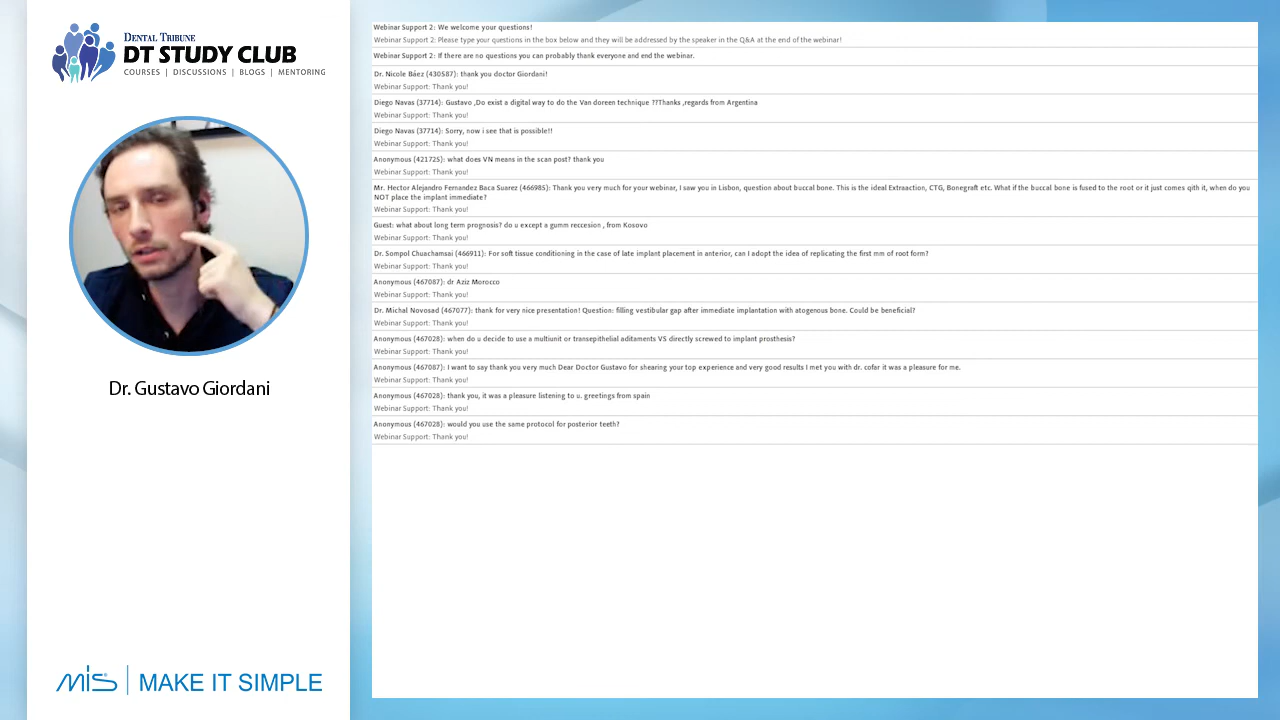 DENTAL TRIBUNE
DT STUDY CLUB
COURSES | DISCUSSIONS | BLOGS | MENTORING
Dr. Gustavo Giordani
mis | MAKE IT SIMPLE
Webinar Support 2: We welcome your questions!
Webinar Support 2: Please type your questions in the box below and they will be addressed by the speaker in the Q&A at the end of the webinar!
Webinar Support 2: If there are no questions you can probably thank everyone and end the webinar.
Dr. Nicole Báez (430587): thank you doctor Giordani!
Webinar Support: Thank you!
Diego Navas (37714): Gustavo ,Do exist a digital way to do the Van doreen technique ??Thanks ,regards from Argentina
Webinar Support: Thank you!
Diego Navas (37714): Sorry, now i see that is possible!!
Webinar Support: Thank you!
Anonymous (421725): what does VN means in the scan post? thank you
Webinar Support: Thank you!
Mr. Hector Alejandro Fernandez Baca Suarez (466985): Thank you very much for your webinar, I saw you in Lisbon, question about buccal bone. This is the ideal Extraaction, CTG, Bonegraft etc. What if the buccal bone is fused to the root or it just comes qith it, when do you
NOT place the implant immediate?
Webinar Support: Thank you!
Guest: what about long term prognosis? do u except a gumm reccesion , from Kosovo
Webinar Support: Thank you!
Dr. Sompol Chuachamsai (466911): For soft tissue conditioning in the case of late implant placement in anterior, can I adopt the idea of replicating the first mm of root form?
Webinar Support: Thank you!
Anonymous (467087): dr Aziz Morocco
Webinar Support: Thank you!
Dr. Michal Novosad (467077): thank for very nice presentation! Question: filling vestibular gap after immediate implantation with atogenous bone. Could be beneficial?
Webinar Support: Thank you!
Anonymous (467028): when do u decide to use a multiunit or transepithelial aditaments VS directly screwed to implant prosthesis?
Webinar Support: Thank you!
Anonymous (467087): I want to say thank you very much Dear Doctor Gustavo for shearing your top experience and very good results I met you with dr. cofar it was a pleasure for me.
Webinar Support: Thank you!
Anonymous (467028): thank you, it was a pleasure listening to u. greetings from spain
Webinar Support: Thank you!
Anonymous (467028): would you use the same protocol for posterior teeth?
Webinar Support: Thank you!